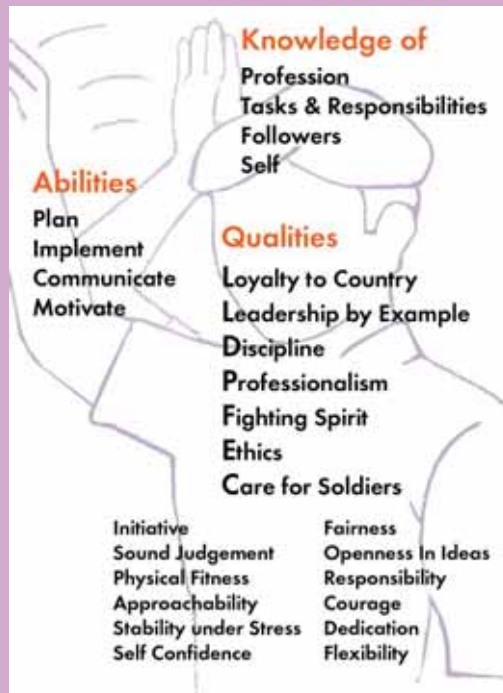 Knowledge of
Profession
Tasks & Responsibilities
Followers
Self
Abilities
Plan
Implement
Communicate
Motivate
Qualities
Loyalty to Country
Leadership by Example
Discipline
Professionalism
Fighting Spirit
Ethics
Care for Soldiers
Initiative
Sound Judgement
Physical Fitness
Approachability
Stability under Stress
Self Confidence
Fairness
Openness In Ideas
Responsibility
Courage
Dedication
Flexibility